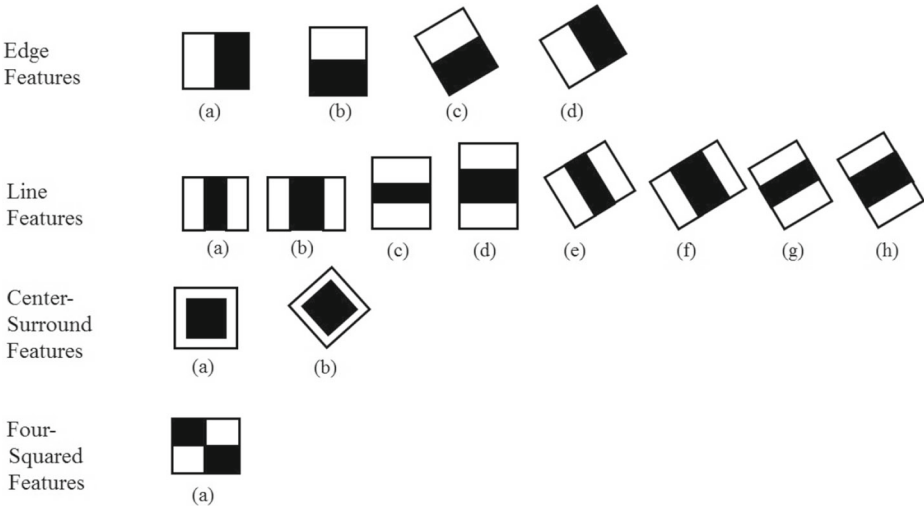 Edge
Features
(a) (b) (c) (d)
Line
Features
(a) (b) (c) (d) (e) (f) (g) (h)
Center-
Surround
Features
(a) (b)
Four-
Squared
Features
(a)